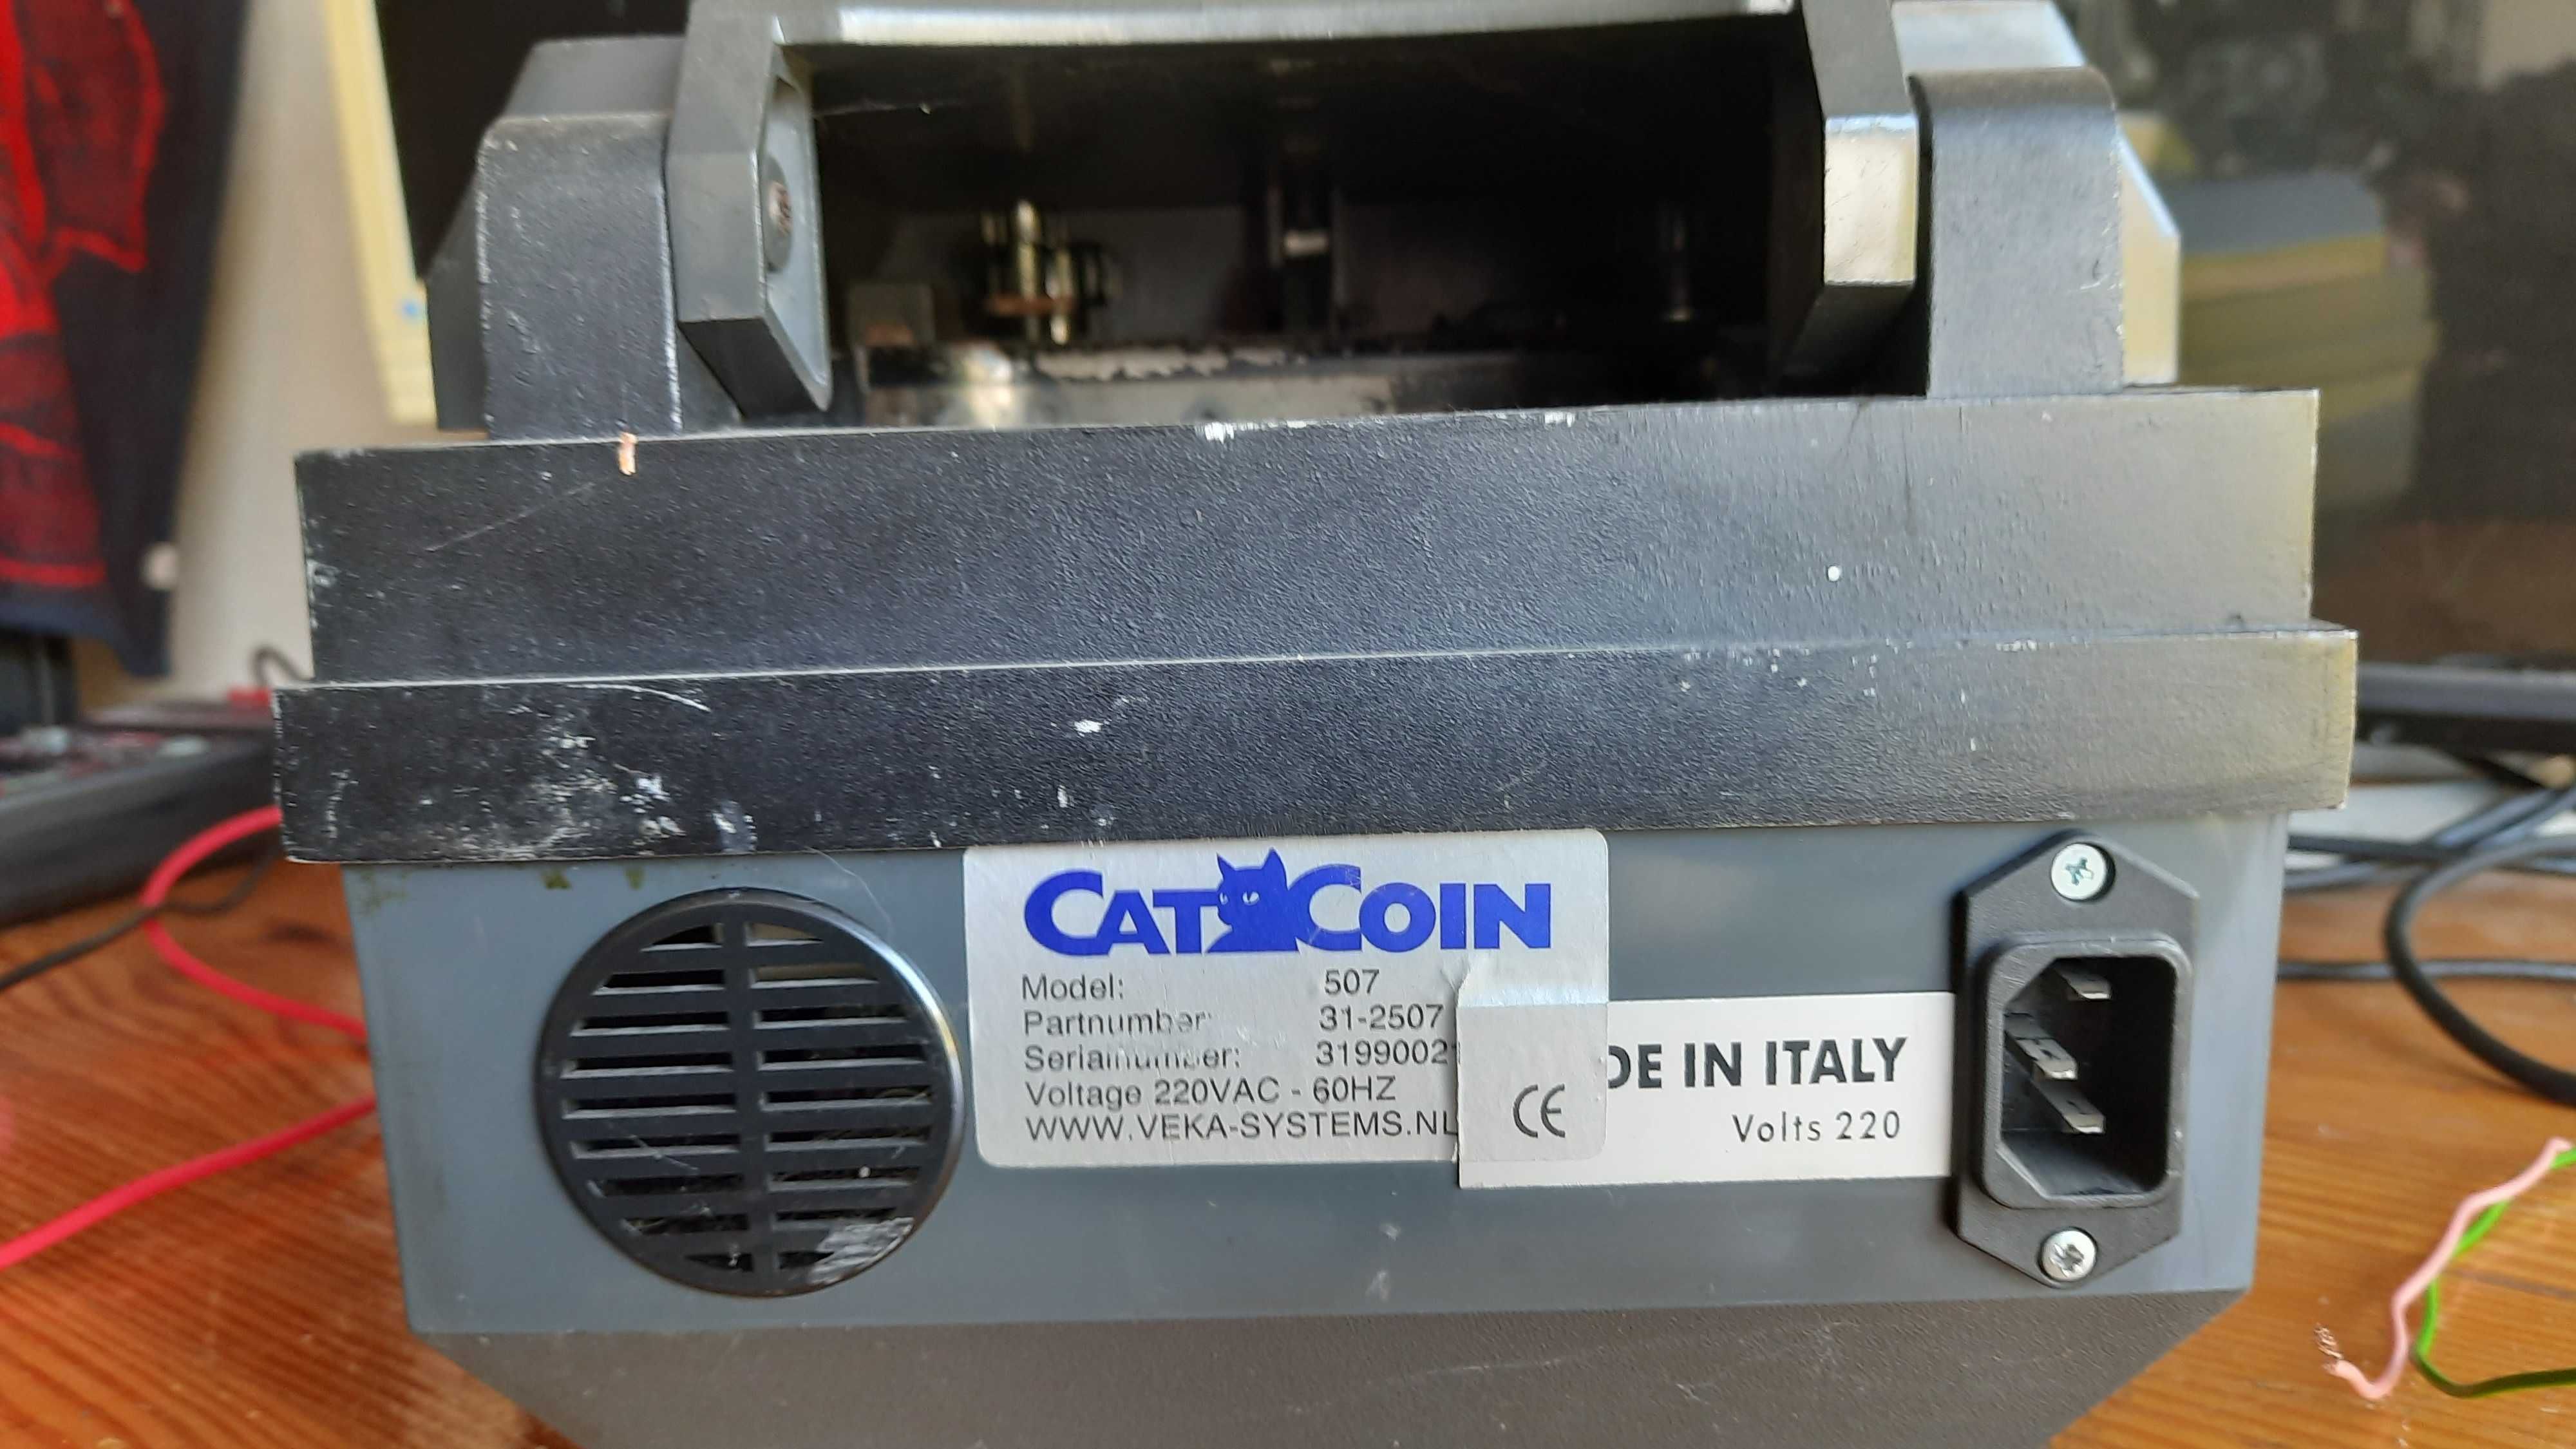 CATCOIN
Model: 507
Partnumber: 31-2507
Serialnumber:
Voltage 220VAC - 60HZ
WWW.VEKA-SYSTEMS.NL
CE
DE IN ITALY
Volts 220